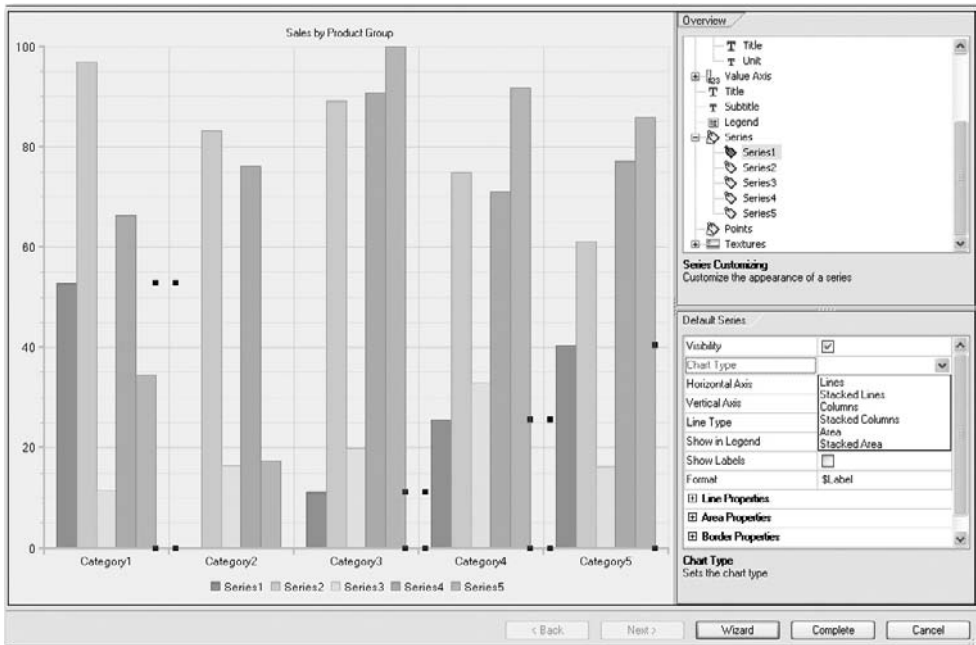 Sales by Product Group
100
80
60
40
20
0
Category1
Category2
Category3
Category4
Category5
Series1
Series2
Series3
Series4
Series5
Overview
Title
Unit
Value Axis
Title
Subtitle
Legend
Series
Series1
Series2
Series3
Series4
Series5
Points
Textures
Series Customizing
Customize the appearance of a series
Default Series
Visibility
Chart Type
Horizontal Axis
Lines
Stacked Lines
Vertical Axis
Columns
Line Type
Stacked Columns
Area
Show in Legend
Stacked Area
Show Labels
Format $Label
Line Properties
Area Properties
Border Properties
Chart Type
Sets the chart type
< Back
Next >
Wizard
Complete
Cancel